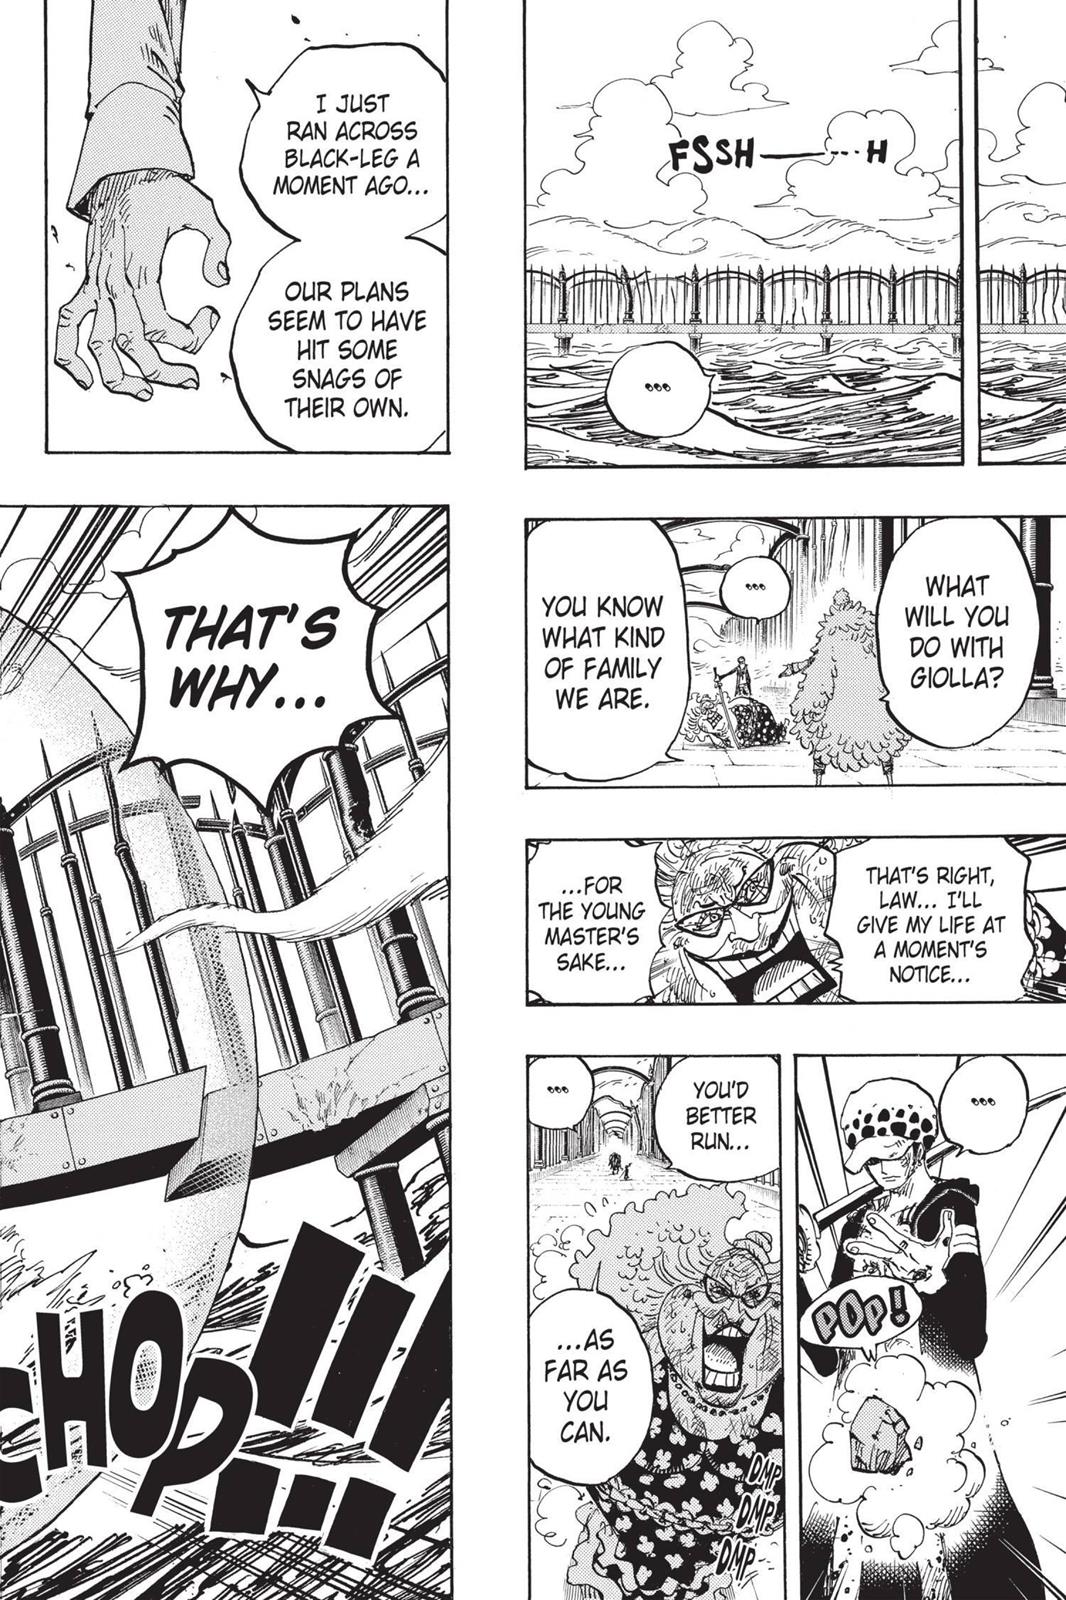 FSSH—---H
...
WHAT
WILL YOU
DO WITH
GIOLLA?
...
YOU KNOW
WHAT KIND
OF FAMILY
WE ARE.
THAT'S RIGHT,
LAW... I'LL
GIVE MY LIFE AT
A MOMENT'S
NOTICE...
...FOR
THE YOUNG
MASTER'S
SAKE...
...
POP!
YOU'D
BETTER
RUN...
...
...AS
FAR AS
YOU
CAN.
DMP
DMP
DMP
I JUST
RAN ACROSS
BLACK-LEG A
MOMENT AGO...
OUR PLANS
SEEM TO HAVE
HIT SOME
SNAGS OF
THEIR OWN.
THAT'S
WHY...
CHOP!!!